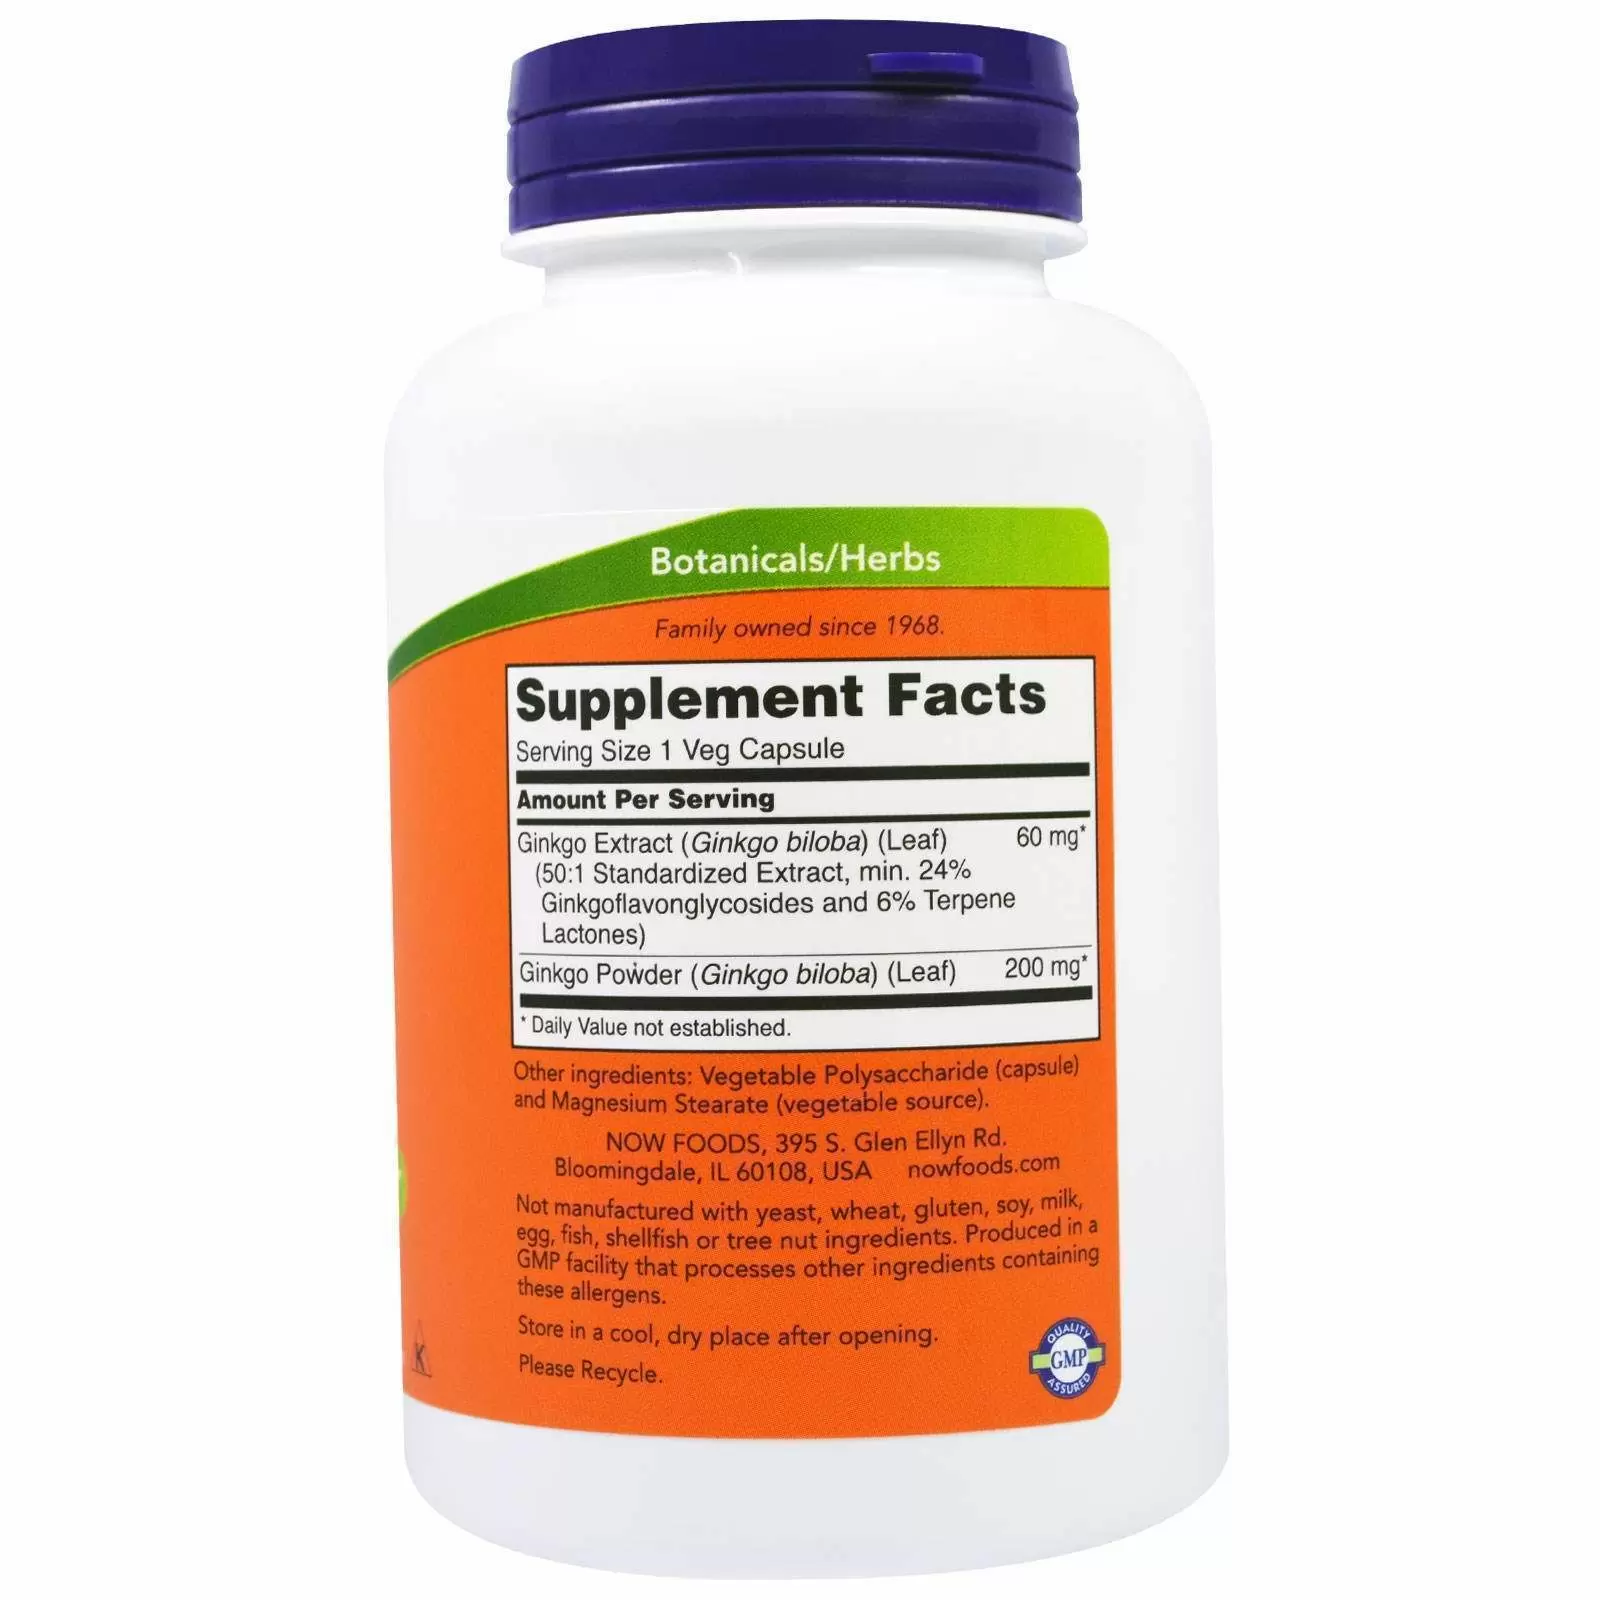 Botanicals/Herbs
Family owned since 1968.
Supplement Facts
Serving Size 1 Veg Capsule
Amount Per Serving
Ginkgo Extract (Ginkgo biloba) (Leaf) 60 mg*
(50:1 Standardized Extract, min. 24%
Ginkgoflavonglycosides and 6% Terpene
Lactones)
Ginkgo Powder (Ginkgo biloba) (Leaf) 200 mg*
* Daily Value not established.
Other ingredients: Vegetable Polysaccharide (capsule)
and Magnesium Stearate (vegetable source).
NOW FOODS, 395 S. Glen Ellyn Rd.
Bloomingdale, IL 60108, USA nowfoods.com
Not manufactured with yeast, wheat, gluten, soy, milk,
egg, fish, shellfish or tree nut ingredients. Produced in a
GMP facility that processes other ingredients containing
these allergens.
Store in a cool, dry place after opening.
Please Recycle.
K
QUALITY
GMP
ASSURED